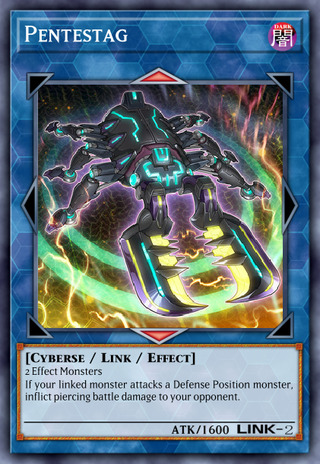 PENTESTAG
DARK
闇
[CYBERSE / LINK / EFFECT]
2 Effect Monsters
If your linked monster attacks a Defense Position monster,
inflict piercing battle damage to your opponent.
ATK/1600 LINK-2